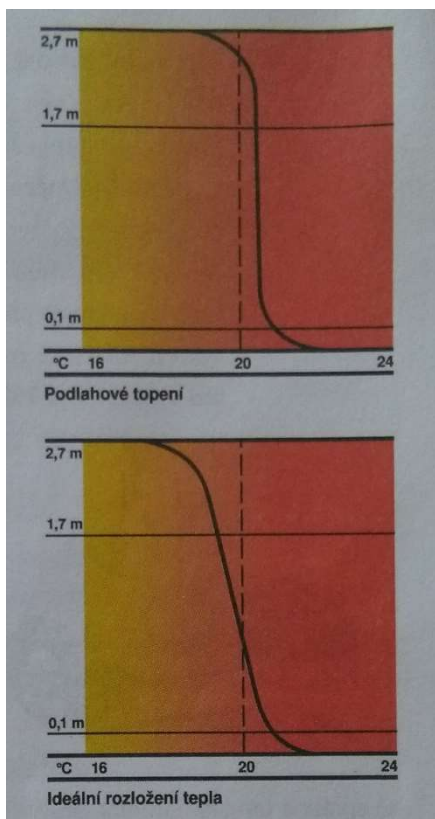 2,7 m
1,7 m
0,1 m
°C 16 20 24
Podlahové topení
2,7 m
1,7 m
0,1 m
°C 16 20 24
Ideální rozložení tepla